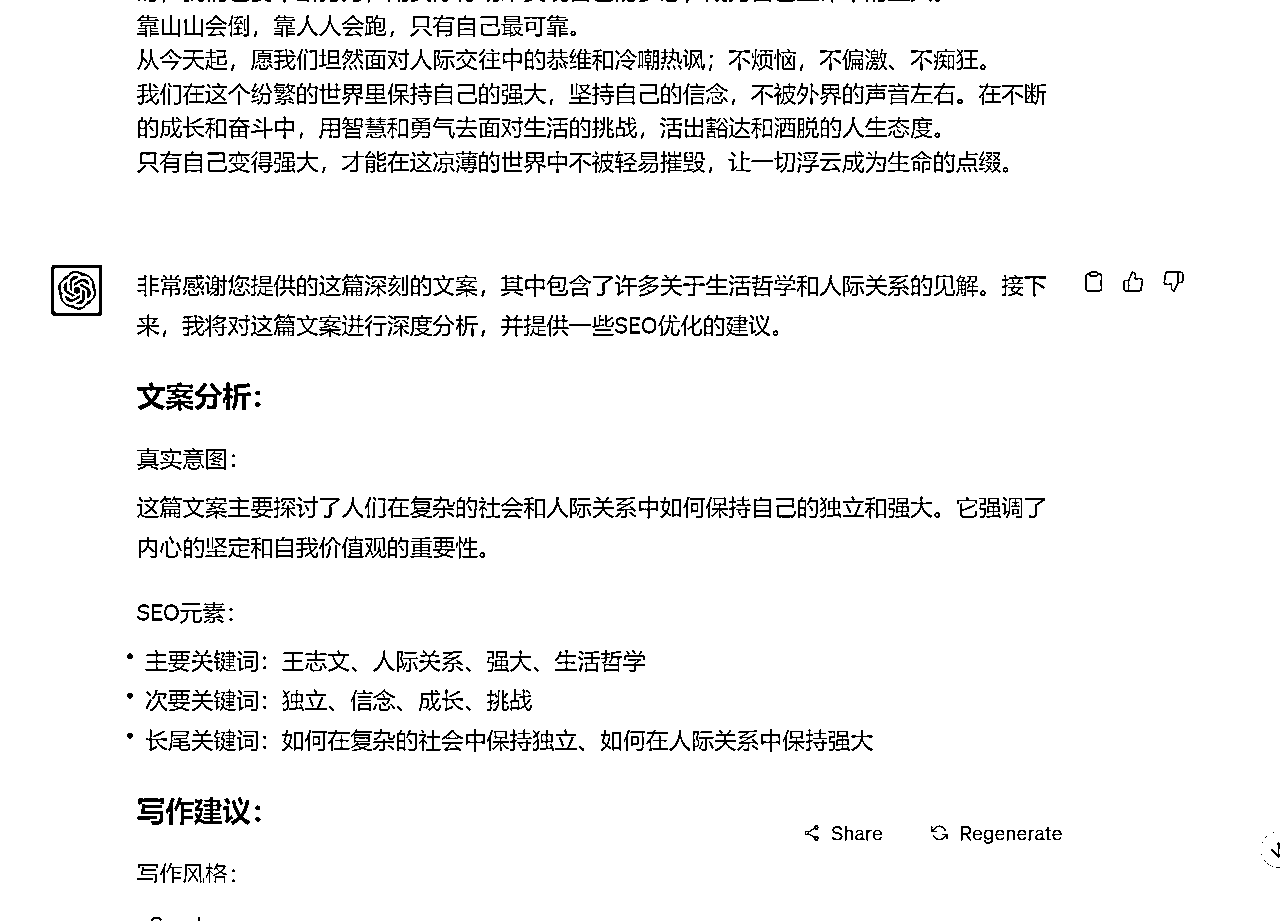 靠山山会倒，靠人人会跑，只有自己最可靠。
从今天起，愿我们坦然面对人际交往中的恭维和冷嘲热讽；不烦恼，不偏激、不痴狂。
我们在这个纷繁的世界里保持自己的强大，坚持自己的信念，不被外界的声音左右。在不断
的成长和奋斗中，用智慧和勇气去面对生活的挑战，活出豁达和洒脱的人生态度。
只有自己变得强大，才能在这凉薄的世界中不被轻易摧毁，让一切浮云成为生命的点缀。
非常感谢您提供的这篇深刻的文案，其中包含了许多关于生活哲学和人际关系的见解。接下
来，我将对这篇文案进行深度分析，并提供一些SEO优化的建议。
文案分析：
真实意图：
这篇文案主要探讨了人们在复杂的社会和人际关系中如何保持自己的独立和强大。它强调了
内心的坚定和自我价值观的重要性。
SEO元素：
• 主要关键词：王志文、人际关系、强大、生活哲学
• 次要关键词：独立、信念、成长、挑战
• 长尾关键词：如何在复杂的社会中保持独立、如何在人际关系中保持强大
写作建议：
Share Regenerate
写作风格：